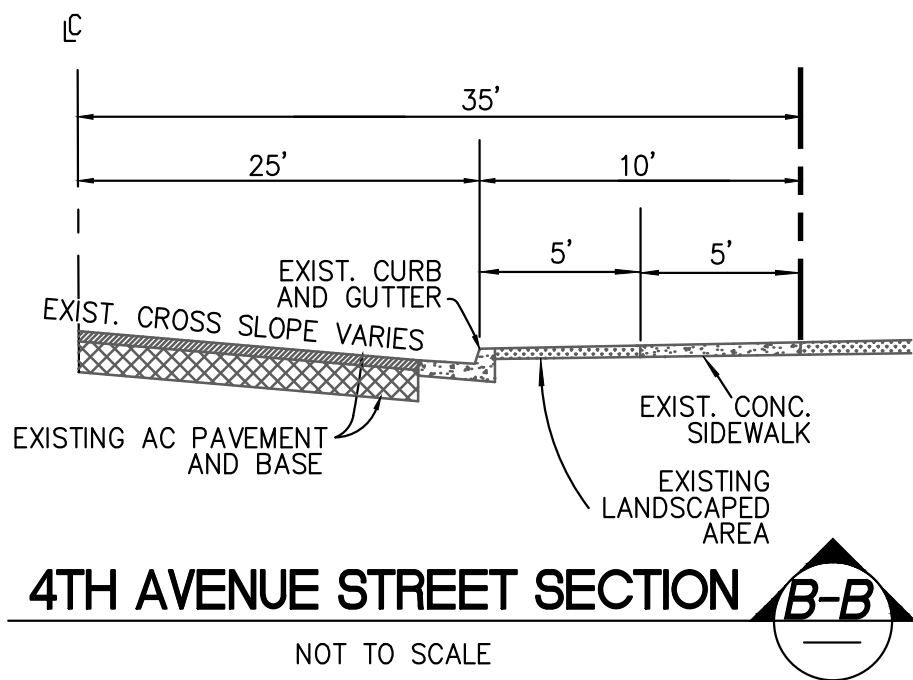 ℄
35'
25'
10'
5'
5'
EXIST. CURB
AND GUTTER
EXIST. CROSS SLOPE VARIES
EXISTING AC PAVEMENT
AND BASE
EXIST. CONC.
SIDEWALK
EXISTING
LANDSCAPED
AREA
4TH AVENUE STREET SECTION
B-B
NOT TO SCALE